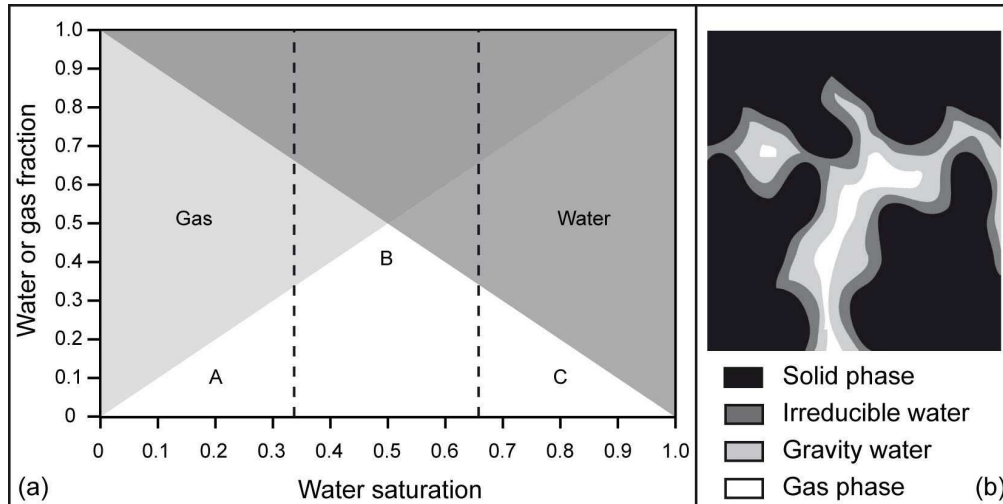 Water or gas fraction
1.0
0.9
0.8
0.7
0.6
0.5
0.4
0.3
0.2
0.1
0
Gas
Water
A
B
C
0 0.1 0.2 0.3 0.4 0.5 0.6 0.7 0.8 0.9 1.0
Water saturation
(a)
Solid phase
Irreducible water
Gravity water
Gas phase
(b)